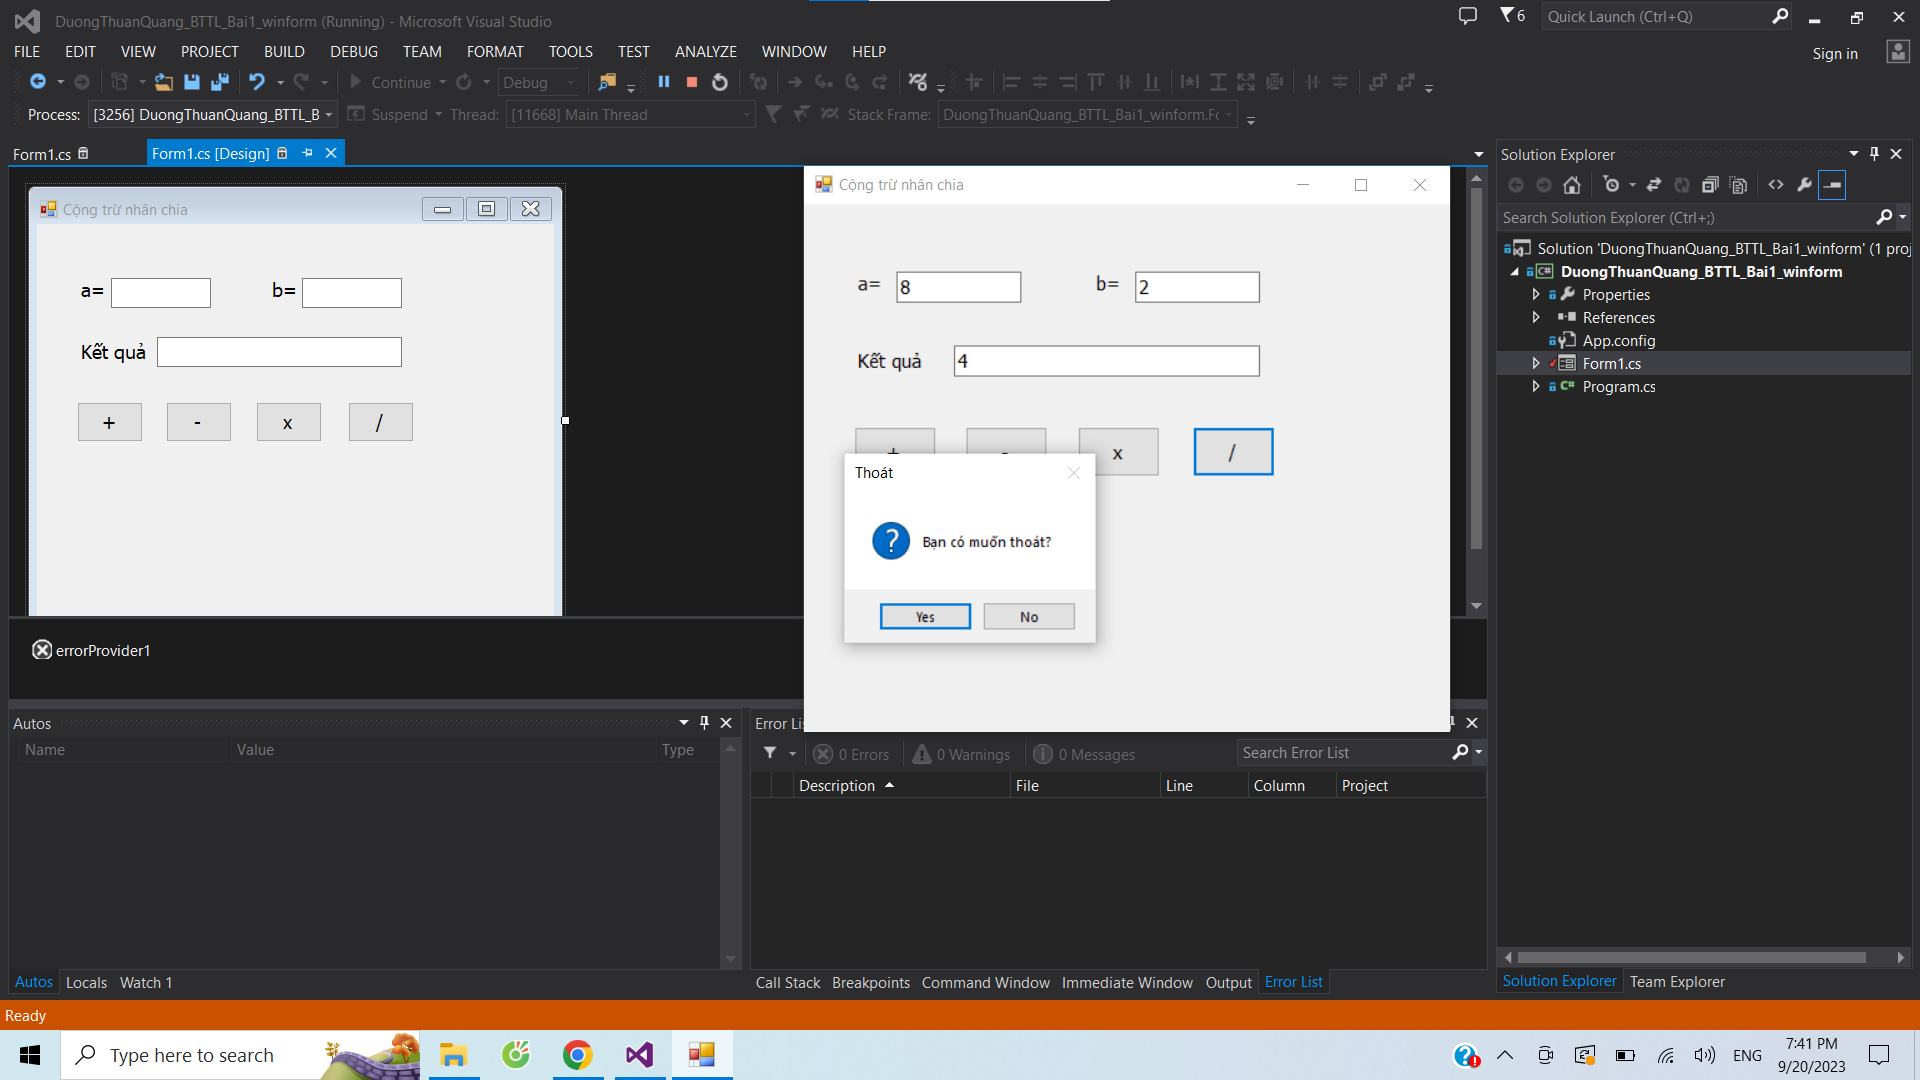 DuongThuanQuang_BTTL_Bai1_winform (Running) - Microsoft Visual Studio
6
Quick Launch (Ctrl+Q)
FILE EDIT VIEW PROJECT BUILD DEBUG TEAM FORMAT TOOLS TEST ANALYZE WINDOW HELP
Sign in
Continue Debug
Process: [3256] DuongThuanQuang_BTTL_B Suspend Thread: [11668] Main Thread Stack Frame: DuongThuanQuang_BTTL_Bai1_winform.Fo
Form1.cs Form1.cs [Design]
Cộng trừ nhân chia
a= b=
Kết quả
+ - x /
errorProvider1
Cộng trừ nhân chia
a= 8 b= 2
Kết quả 4
+ - x /
Thoát
Bạn có muốn thoát?
Yes No
Solution Explorer
Search Solution Explorer (Ctrl+;)
Solution 'DuongThuanQuang_BTTL_Bai1_winform' (1 proj
DuongThuanQuang_BTTL_Bai1_winform
Properties
References
App.config
Form1.cs
Program.cs
Solution Explorer Team Explorer
Autos
Name Value Type
Autos Locals Watch 1
Error Lis
0 Errors 0 Warnings 0 Messages Search Error List
Description File Line Column Project
Call Stack Breakpoints Command Window Immediate Window Output Error List
Ready
Type here to search
ENG
7:41 PM
9/20/2023